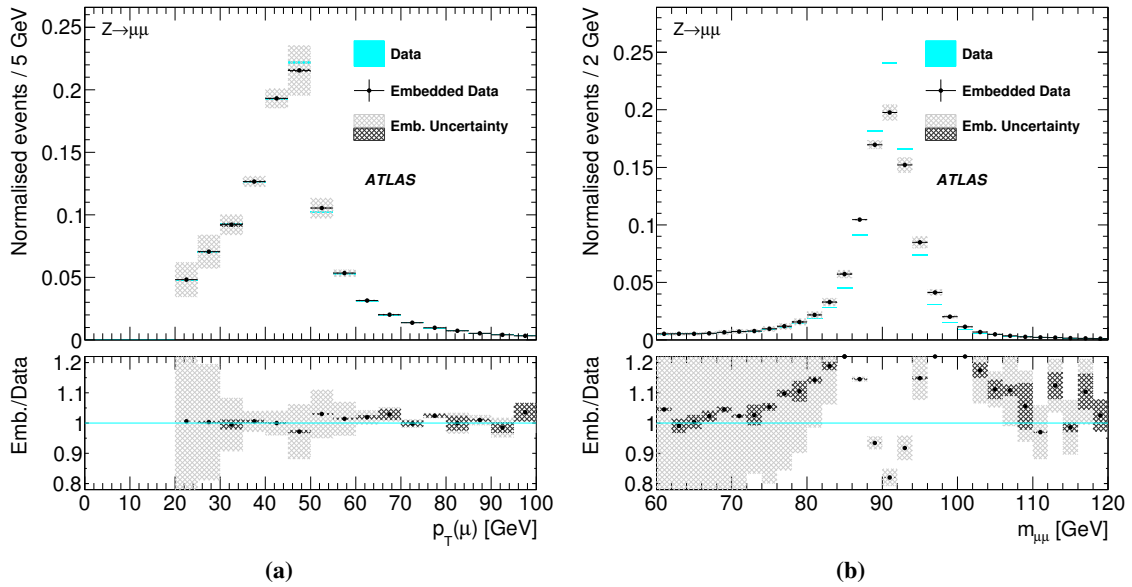 Z→μμ
Data
Embedded Data
Emb. Uncertainty
ATLAS
Normalised events / 5 GeV
0.25
0.2
0.15
0.1
0.05
0
Emb./Data
1.2
1.1
1
0.9
0.8
0 10 20 30 40 50 60 70 80 90 100
p_T(μ) [GeV]
(a)
Z→μμ
Data
Embedded Data
Emb. Uncertainty
ATLAS
Normalised events / 2 GeV
0.25
0.2
0.15
0.1
0.05
0
Emb./Data
1.2
1.1
1
0.9
0.8
60 70 80 90 100 110 120
m_μμ [GeV]
(b)